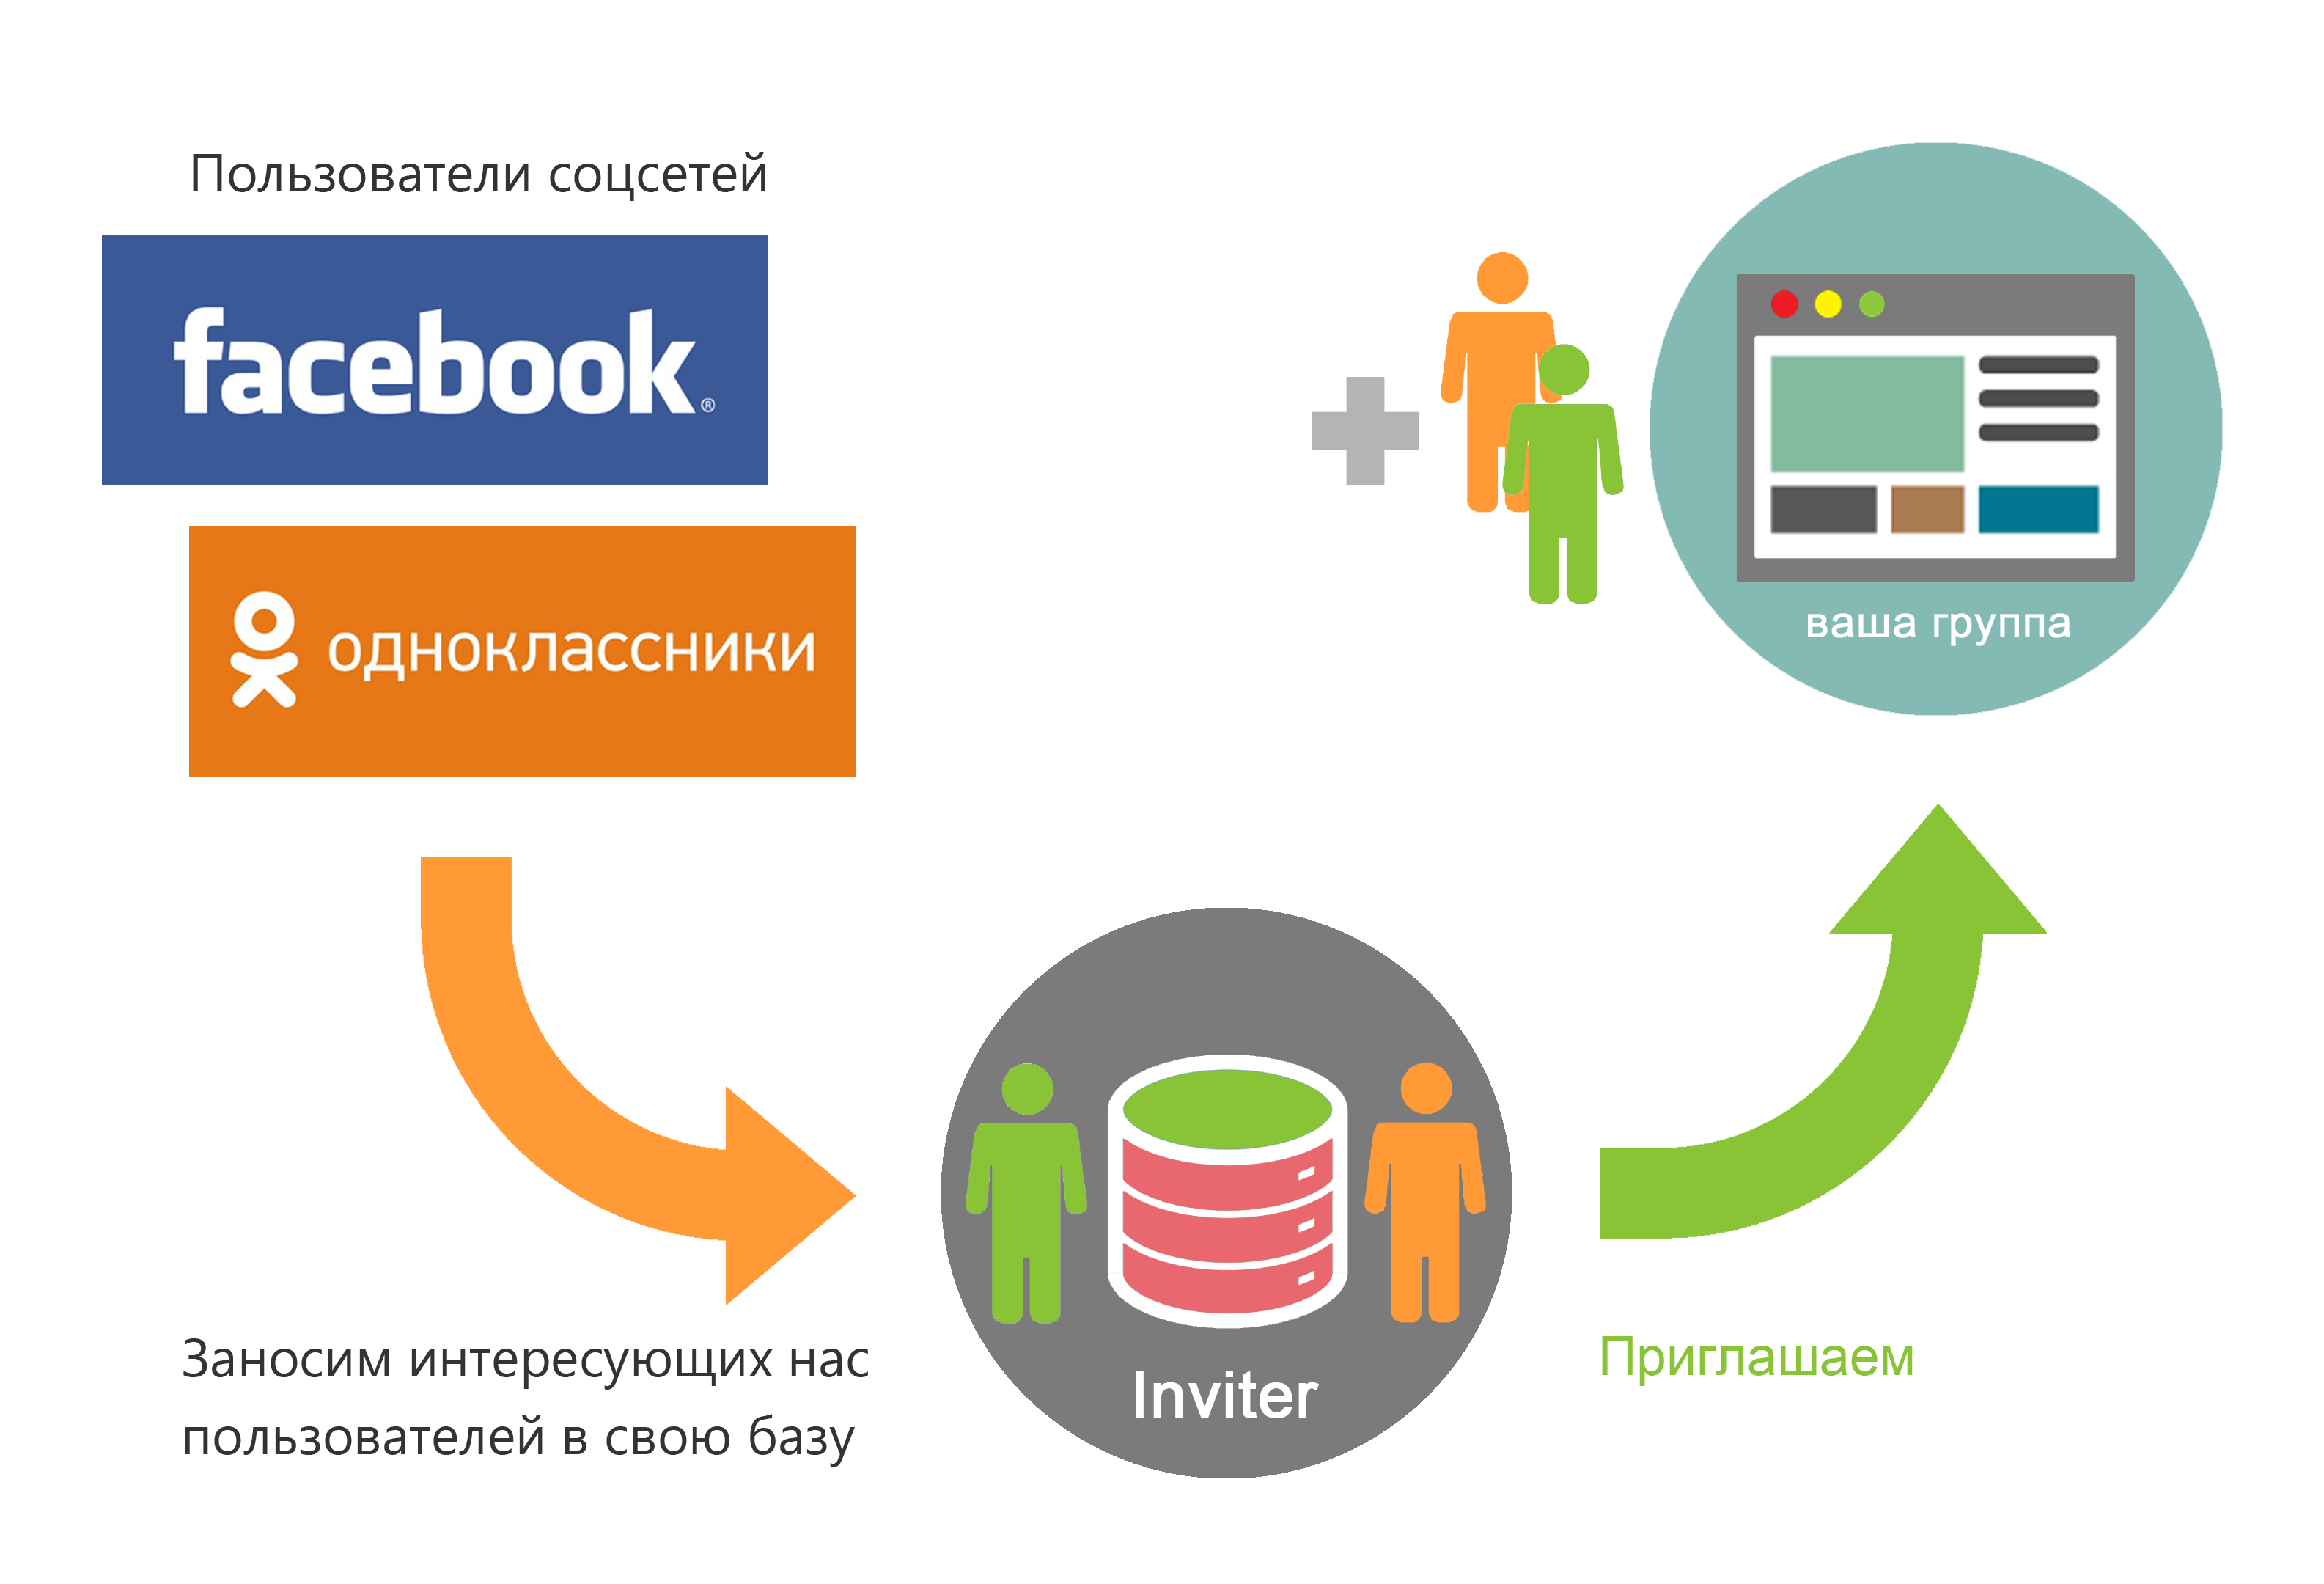 Пользователи соцсетей
facebook®
одноклассники
ваша группа
Inviter
Заносим интересующих нас
пользователей в свою базу
Приглашаем